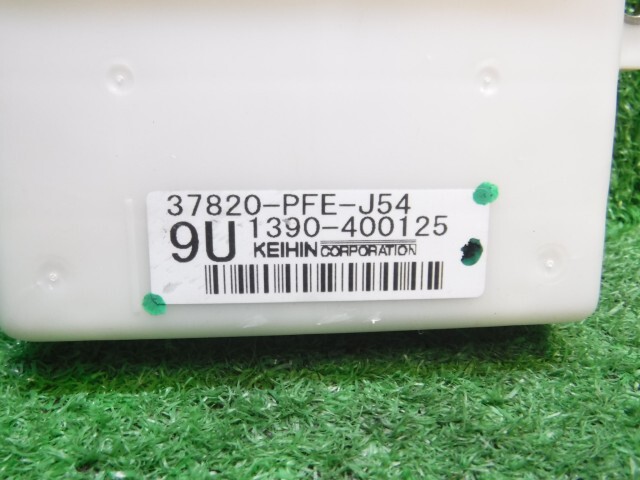 37820-PFE-J54
9U 1390-400125
KEIHIN CORPORATION